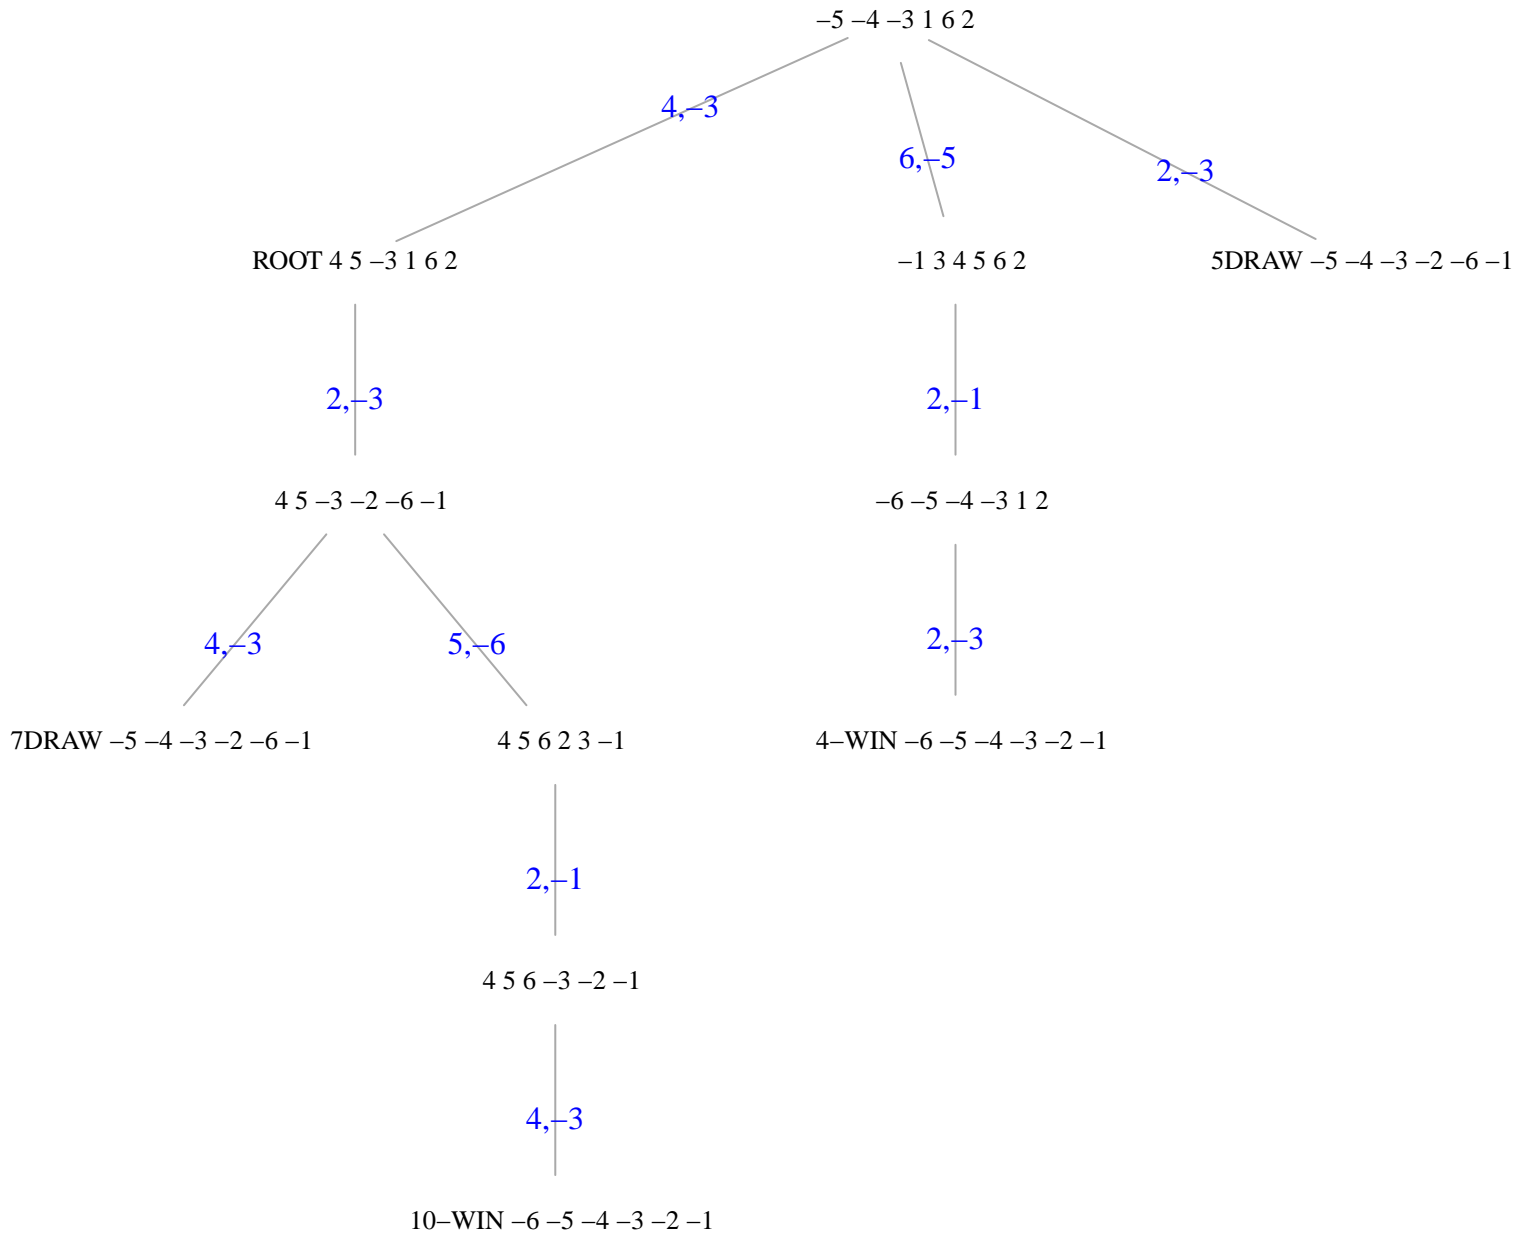 –5 –4 –3 1 6 2
4,–3
6,–5
2,–3
ROOT 4 5 –3 1 6 2
–1 3 4 5 6 2
5DRAW –5 –4 –3 –2 –6 –1
2,–3
2,–1
4 5 –3 –2 –6 –1
–6 –5 –4 –3 1 2
4,–3
5,–6
2,–3
7DRAW –5 –4 –3 –2 –6 –1
4 5 6 2 3 –1
4–WIN –6 –5 –4 –3 –2 –1
2,–1
4 5 6 –3 –2 –1
4,–3
10–WIN –6 –5 –4 –3 –2 –1